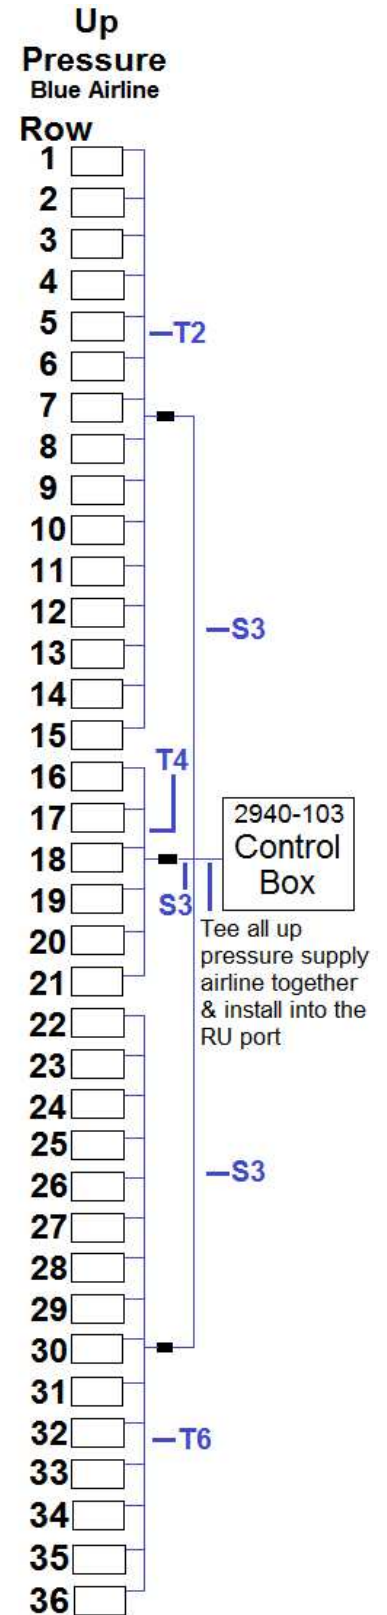 Up
Pressure
Blue Airline
Row
1
2
3
4
5
T2
6
7
8
9
10
11
12
S3
13
14
15
T4
16
17
2940-103
Control
Box
18
19
S3
Tee all up
pressure supply
airline together
& install into the
RU port
20
21
22
23
24
25
26
S3
27
28
29
30
31
32
T6
33
34
35
36